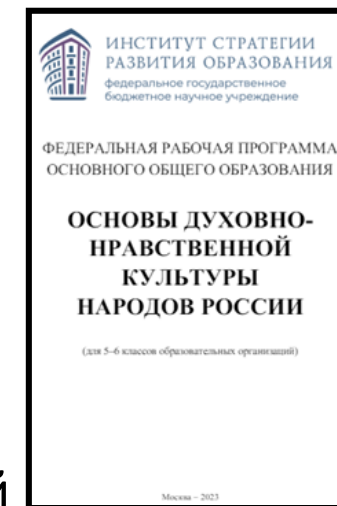 ИНСТИТУТ СТРАТЕГИИ
РАЗВИТИЯ ОБРАЗОВАНИЯ
федеральное государственное
бюджетное научное учреждение
ФЕДЕРАЛЬНАЯ РАБОЧАЯ ПРОГРАММА
ОСНОВНОГО ОБЩЕГО ОБРАЗОВАНИЯ
ОСНОВЫ ДУХОВНО-
НРАВСТВЕННОЙ
КУЛЬТУРЫ
НАРОДОВ РОССИИ
(для 5–6 классов образовательных организаций)
й
Москва – 2023